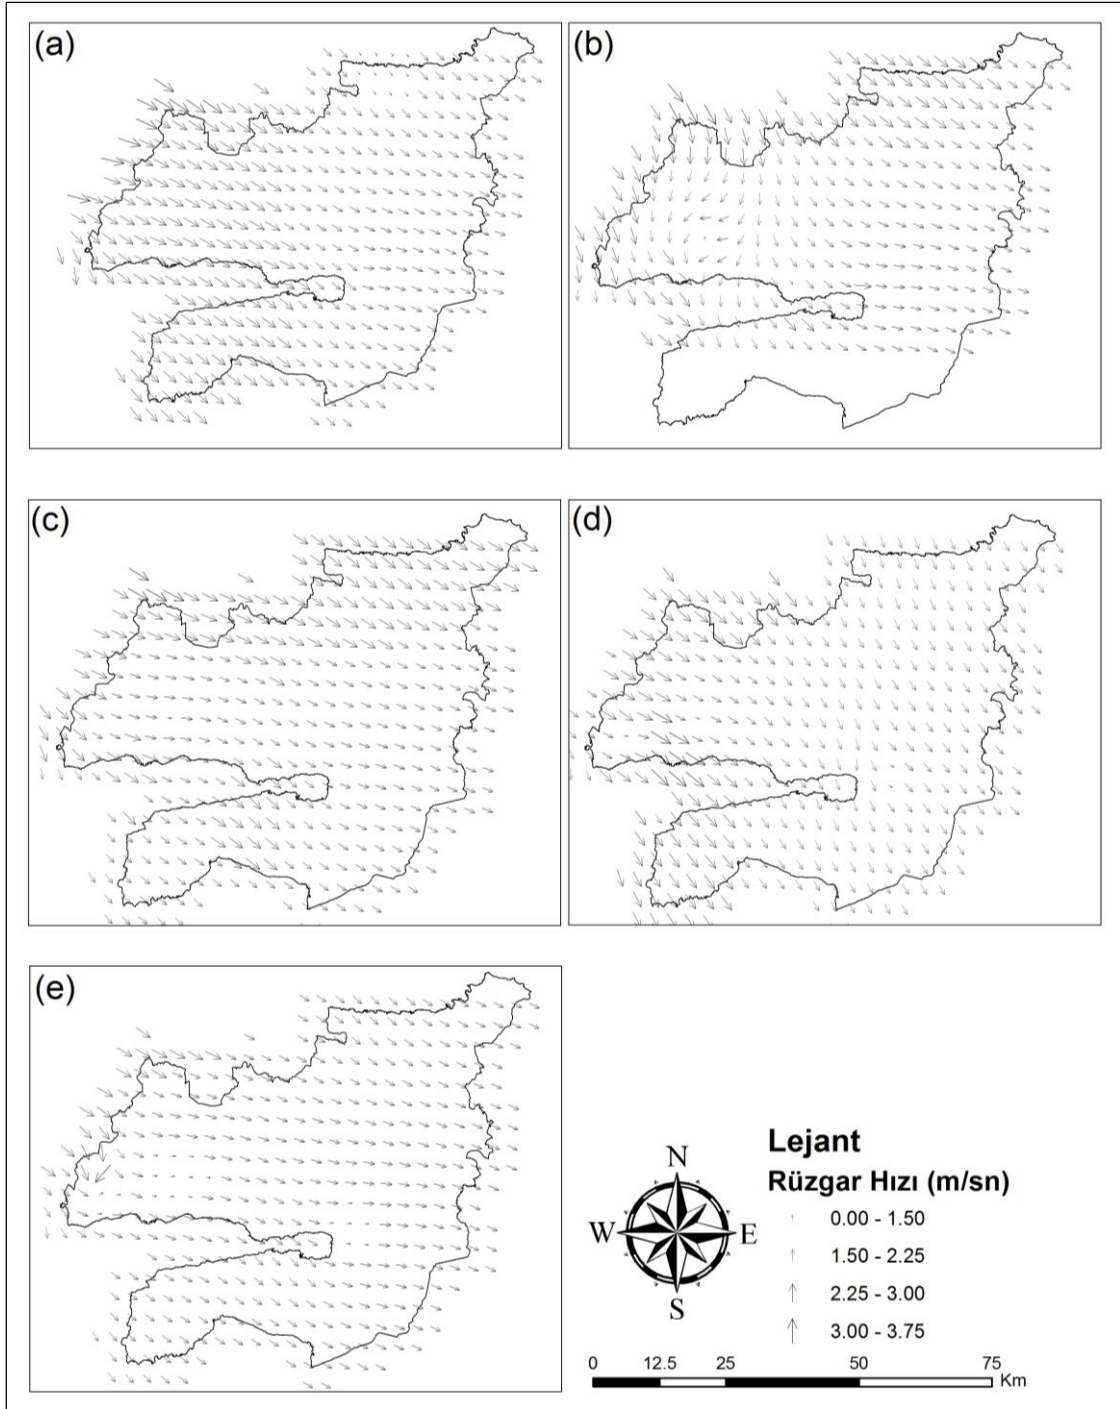 (a)
(b)
(c)
(d)
(e)
Lejant
Rüzgar Hızı (m/sn)
0.00 - 1.50
1.50 - 2.25
2.25 - 3.00
3.00 - 3.75
N
W
E
S
0 12.5 25 50 75
Km